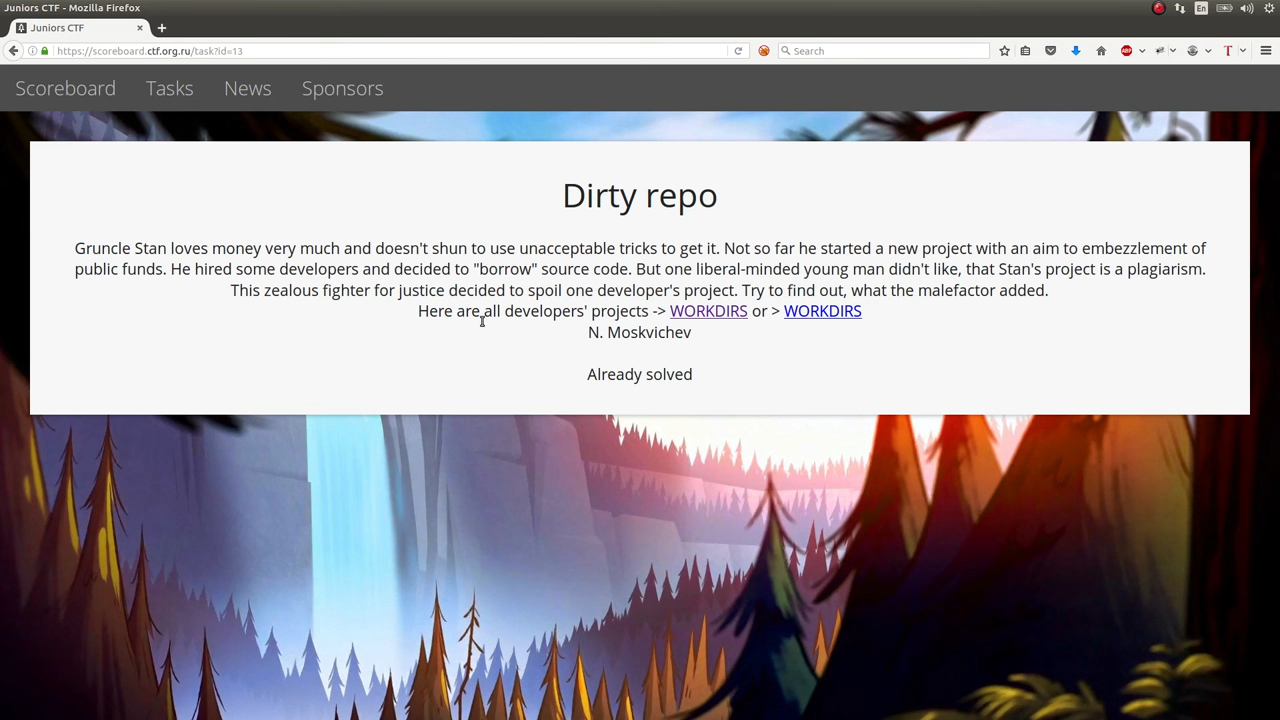 Juniors CTF - Mozilla Firefox
En
Juniors CTF
https://scoreboard.ctf.org.ru/task?id=13
Search
ABP
T
Scoreboard Tasks News Sponsors
Dirty repo
Gruncle Stan loves money very much and doesn't shun to use unacceptable tricks to get it. Not so far he started a new project with an aim to embezzlement of
public funds. He hired some developers and decided to "borrow" source code. But one liberal-minded young man didn't like, that Stan's project is a plagiarism.
This zealous fighter for justice decided to spoil one developer's project. Try to find out, what the malefactor added.
Here are all developers' projects -> WORKDIRS or > WORKDIRS
N. Moskvichev
Already solved